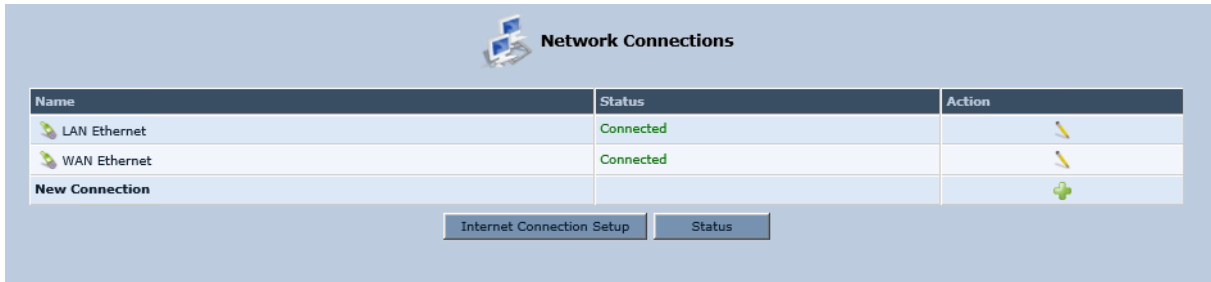 Network Connections
Name Status Action
LAN Ethernet Connected
WAN Ethernet Connected
New Connection
Internet Connection Setup Status